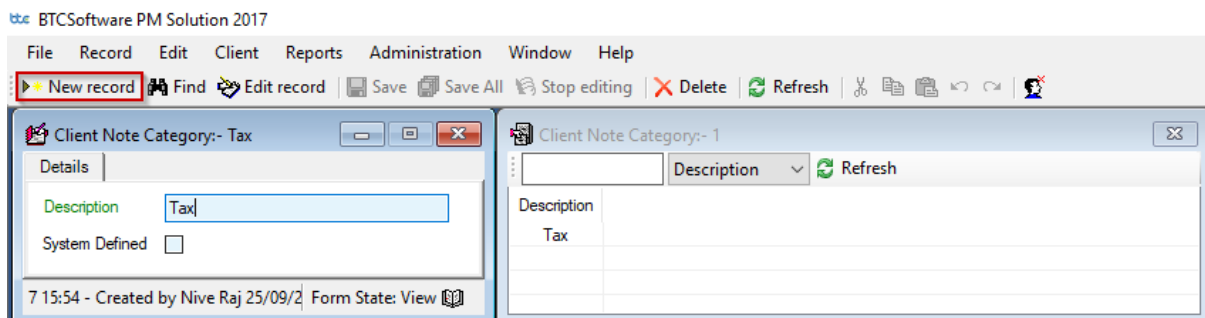 btc BTCSoftware PM Solution 2017
File Record Edit Client Reports Administration Window Help
New record Find Edit record Save Save All Stop editing Delete Refresh
Client Note Category:- Tax
Details
Description Tax
System Defined
7 15:54 - Created by Nive Raj 25/09/2 Form State: View
Client Note Category:- 1
Description Refresh
Description
Tax